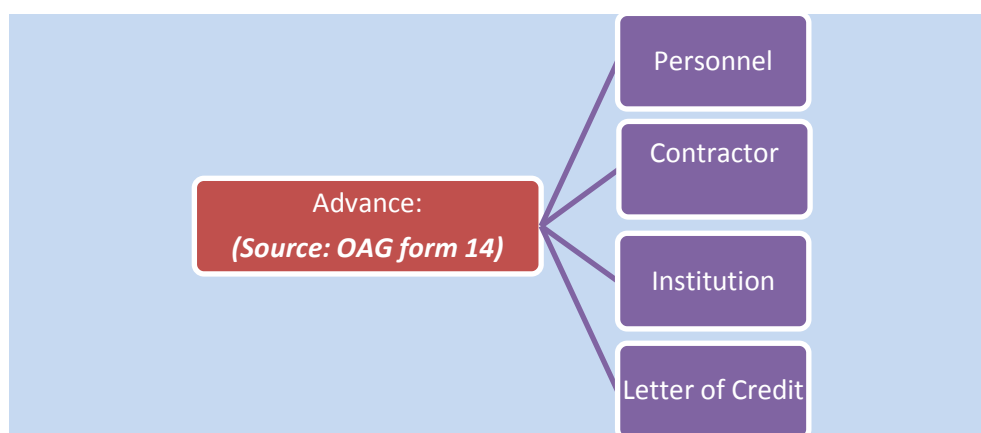 Advance:
(Source: OAG form 14)
Personnel
Contractor
Institution
Letter of Credit